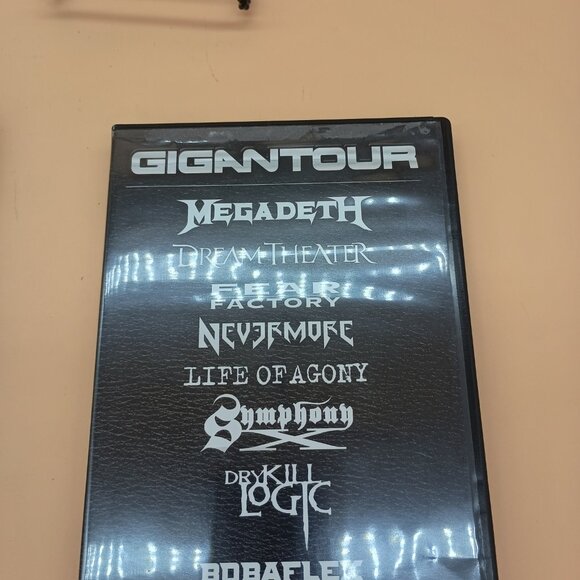 GIGANTOUR
MEGADETH
DREAM THEATER
FEAR
FACTORY
NEVERMORE
LIFE OF AGONY
Symphony
X
DRY KILL
LOGIC
BOBAFLEX